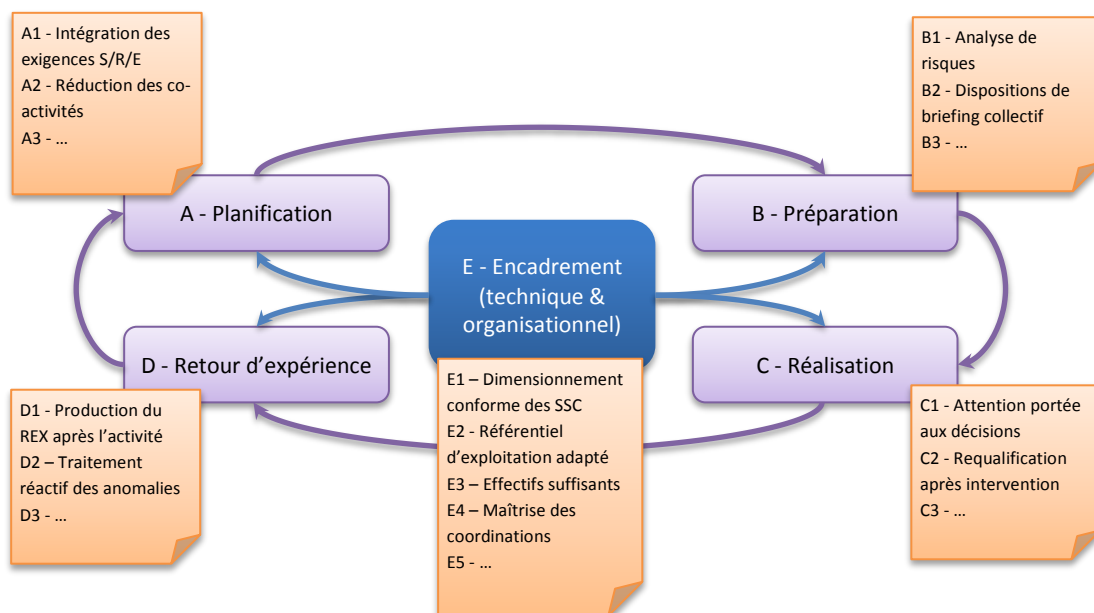 A1 - Intégration des
exigences S/R/E
A2 - Réduction des co-
activités
A3 - ...
B1 - Analyse de
risques
B2 - Dispositions de
briefing collectif
B3 - ...
A - Planification
B - Préparation
E - Encadrement
(technique &
organisationnel)
D - Retour d’expérience
C - Réalisation
D1 - Production du
REX après l’activité
D2 – Traitement
réactif des anomalies
D3 - ...
E1 – Dimensionnement
conforme des SSC
E2 - Référentiel
d’exploitation adapté
E3 – Effectifs suffisants
E4 – Maîtrise des
coordinations
E5 - ...
C1 - Attention portée
aux décisions
C2 - Requalification
après intervention
C3 - ...